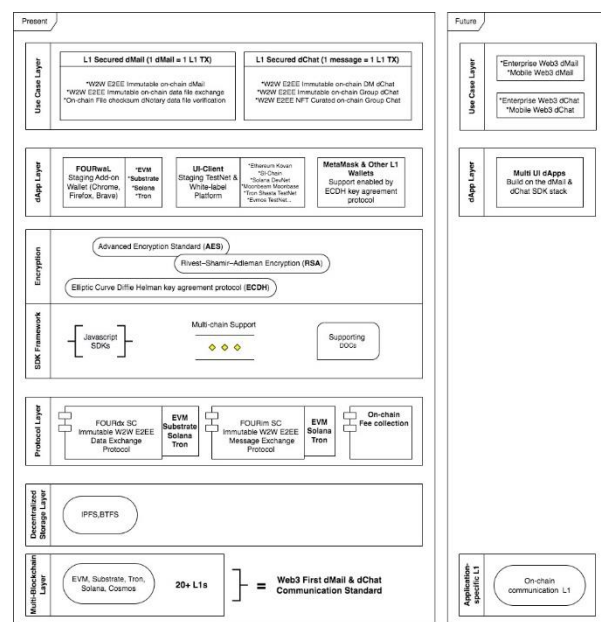 Present
Use Case Layer
L1 Secured dMail (1 dMail = 1 L1 TX)
*W2W E2EE Immutable on-chain dMail
*W2W E2EE Immutable on-chain data file exchange
*On-chain File checksum dNotary data file verification
L1 Secured dChat (1 message = 1 L1 TX)
*W2W E2EE Immutable on-chain DM dChat
*W2W E2EE Immutable on-chain Group dChat
*W2W E2EE NFT Curated on-chain Group Chat
dApp Layer
FOURwaL
Staging Add-on
Wallet (Chrome,
Firefox, Brave)
*EVM
*Substrate
*Solana
*Tron
UI-Client
Staging TestNet &
White-label
Platform
*Ethenium Kovan
*Gl-Chain
*Solana DevNet
*Moonbeam Moonbase
*Tron Shasta TestNet
*Evmos TestNet...
MetaMask & Other L1
Wallets
Support enabled by
ECDH key agreement
protocol
Encryption
Advanced Encryption Standard (AES)
Rivest–Shamir–Adleman Encryption (RSA)
Elliptic Curve Diffie Helman key agreement protocol (ECDH)
SDK Framework
Javascript
SDKs
Multi-chain Support
Supporting
DOCs
Protocol Layer
FOURdx SC
Immutable W2W E2EE
Data Exchange
Protocol
EVM
Substrate
Solana
Tron
FOURim SC
Immutable W2W E2EE
Message Exchange
Protocol
EVM
Solana
Tron
On-chain
Fee collection
Decentralized
Storage Layer
IPFS,BTFS
Multi-Blockchain
Layer
EVM, Substrate, Tron,
Solana, Cosmos
20+ L1s
=
Web3 First dMail & dChat
Communication Standard
Future
Use Case Layer
*Enterprise Web3 dMail
*Mobile Web3 dMail
*Enterprise Web3 dChat
*Mobile Web3 dChat
dApp Layer
Multi UI dApps
Build on the dMail &
dChat SDK stack
Application-
specific L1
On-chain
communication L1